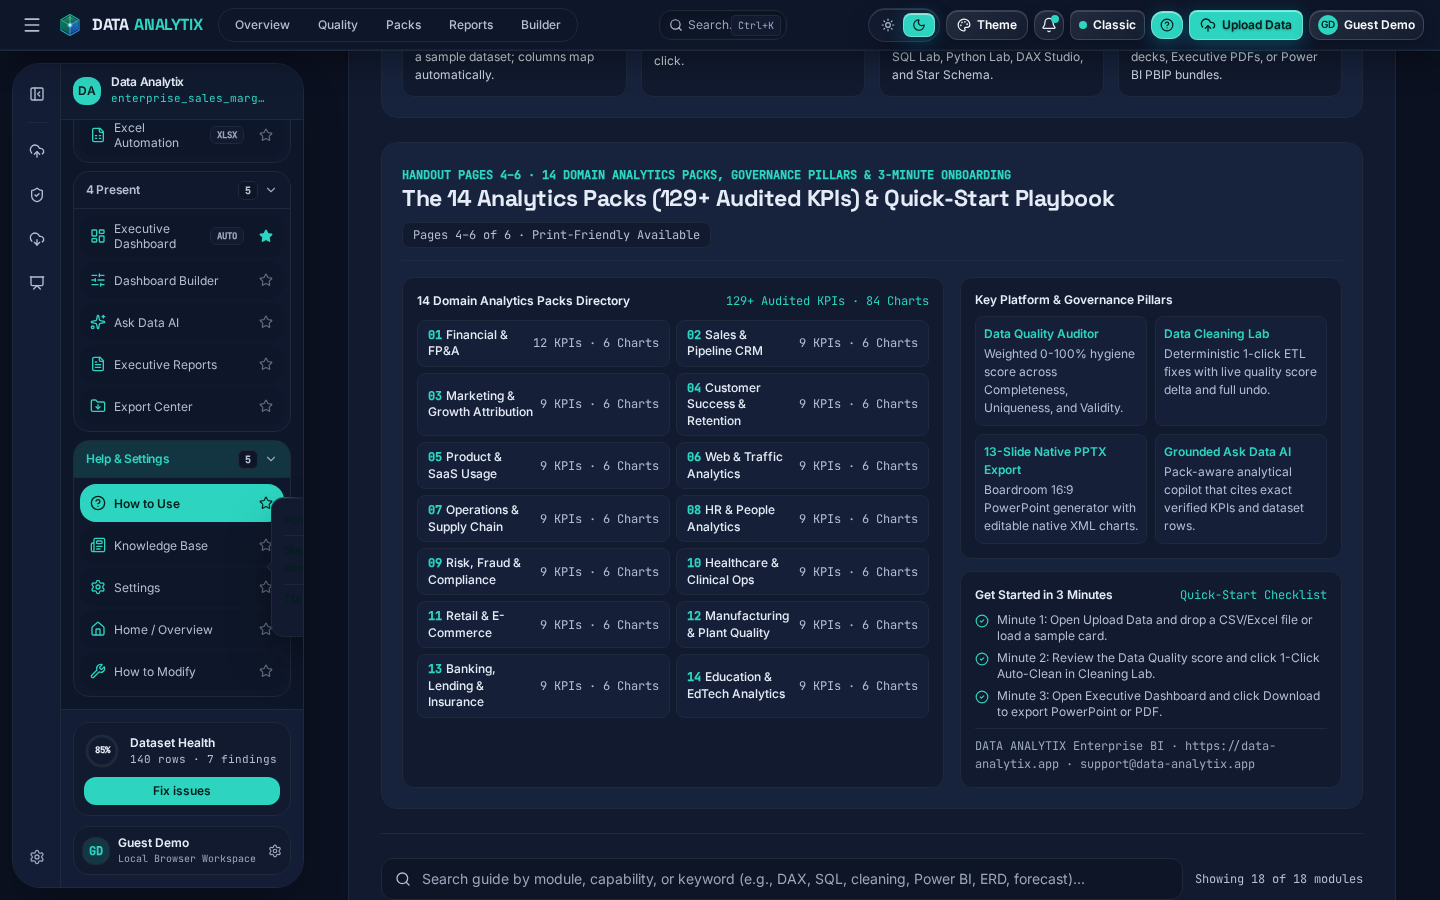 DATA ANALYTIX
Overview
Quality
Packs
Reports
Builder
Search.
Ctrl+K
Theme
Classic
Upload Data
GD
Guest Demo
DA
Data Analytix
enterprise_sales_marg…
Excel
Automation
XLSX
4 Present
5
Executive
Dashboard
AUTO
Dashboard Builder
Ask Data AI
Executive Reports
Export Center
Help & Settings
5
How to Use
Knowledge Base
Settings
Home / Overview
How to Modify
85%
Dataset Health
140 rows · 7 findings
Fix issues
GD
Guest Demo
Local Browser Workspace
a sample dataset; columns map
automatically.
click.
SQL Lab, Python Lab, DAX Studio,
and Star Schema.
decks, Executive PDFs, or Power
BI PBIP bundles.
HANDOUT PAGES 4–6 · 14 DOMAIN ANALYTICS PACKS, GOVERNANCE PILLARS & 3-MINUTE ONBOARDING
The 14 Analytics Packs (129+ Audited KPIs) & Quick-Start Playbook
Pages 4–6 of 6 · Print-Friendly Available
14 Domain Analytics Packs Directory
129+ Audited KPIs · 84 Charts
01 Financial &
FP&A
12 KPIs · 6 Charts
02 Sales &
Pipeline CRM
9 KPIs · 6 Charts
03 Marketing &
Growth Attribution
9 KPIs · 6 Charts
04 Customer
Success &
Retention
9 KPIs · 6 Charts
05 Product &
SaaS Usage
9 KPIs · 6 Charts
06 Web & Traffic
Analytics
9 KPIs · 6 Charts
07 Operations &
Supply Chain
9 KPIs · 6 Charts
08 HR & People
Analytics
9 KPIs · 6 Charts
09 Risk, Fraud &
Compliance
9 KPIs · 6 Charts
10 Healthcare &
Clinical Ops
9 KPIs · 6 Charts
11 Retail & E-
Commerce
9 KPIs · 6 Charts
12 Manufacturing
& Plant Quality
9 KPIs · 6 Charts
13 Banking,
Lending &
Insurance
9 KPIs · 6 Charts
14 Education &
EdTech Analytics
9 KPIs · 6 Charts
Key Platform & Governance Pillars
Data Quality Auditor
Weighted 0-100% hygiene
score across
Completeness,
Uniqueness, and Validity.
Data Cleaning Lab
Deterministic 1-click ETL
fixes with live quality score
delta and full undo.
13-Slide Native PPTX
Export
Boardroom 16:9
PowerPoint generator with
editable native XML charts.
Grounded Ask Data AI
Pack-aware analytical
copilot that cites exact
verified KPIs and dataset
rows.
Get Started in 3 Minutes
Quick-Start Checklist
Minute 1: Open Upload Data and drop a CSV/Excel file or
load a sample card.
Minute 2: Review the Data Quality score and click 1-Click
Auto-Clean in Cleaning Lab.
Minute 3: Open Executive Dashboard and click Download
to export PowerPoint or PDF.
DATA ANALYTIX Enterprise BI · https://data-
analytix.app · support@data-analytix.app
Search guide by module, capability, or keyword (e.g., DAX, SQL, cleaning, Power BI, ERD, forecast)...
Showing 18 of 18 modules